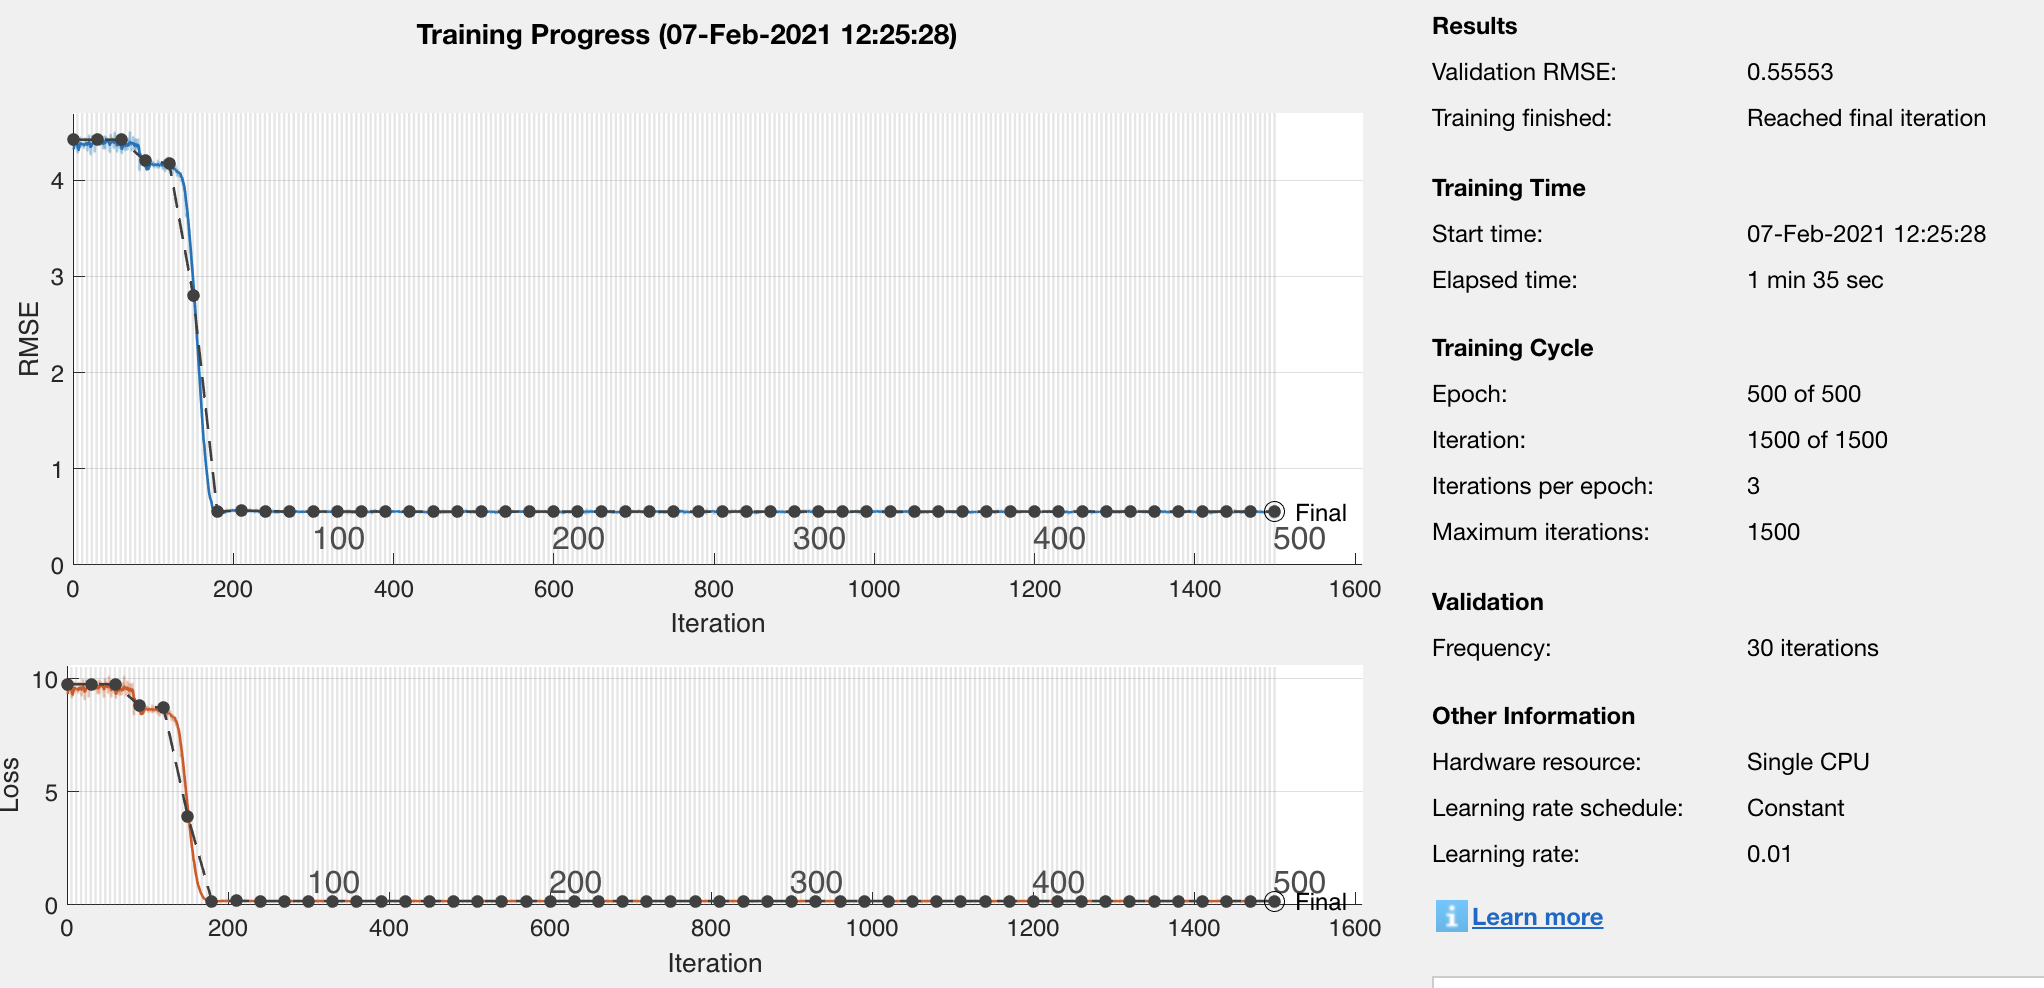 Training Progress (07-Feb-2021 12:25:28)
RMSE
4
3
2
1
0
100 200 300 400 500
Final
0 200 400 600 800 1000 1200 1400 1600
Iteration
Loss
10
5
0
100 200 300 400 500
Final
0 200 400 600 800 1000 1200 1400 1600
Iteration
Results
Validation RMSE: 0.55553
Training finished: Reached final iteration
Training Time
Start time: 07-Feb-2021 12:25:28
Elapsed time: 1 min 35 sec
Training Cycle
Epoch: 500 of 500
Iteration: 1500 of 1500
Iterations per epoch: 3
Maximum iterations: 1500
Validation
Frequency: 30 iterations
Other Information
Hardware resource: Single CPU
Learning rate schedule: Constant
Learning rate: 0.01
i Learn more